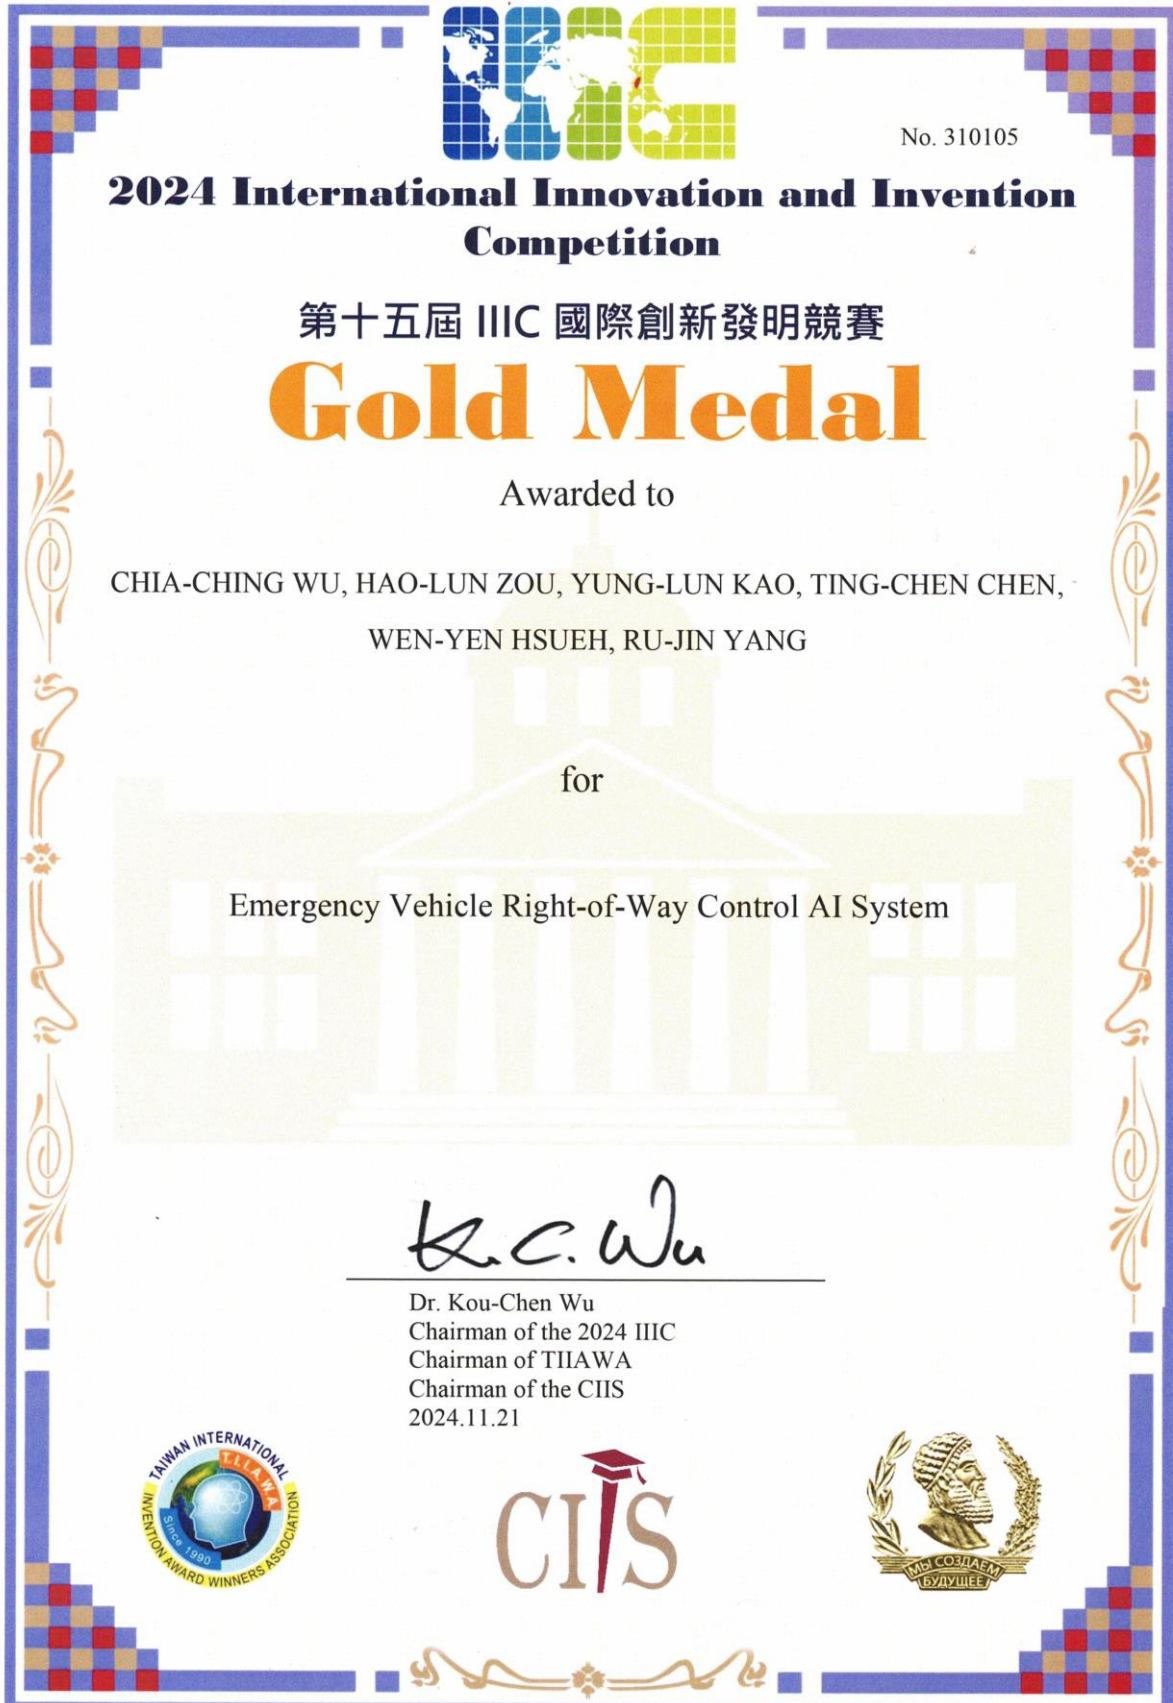 IIIC
No. 310105
2024 International Innovation and Invention
Competition
第十五屆 IIIC 國際創新發明競賽
Gold Medal
Awarded to
CHIA-CHING WU, HAO-LUN ZOU, YUNG-LUN KAO, TING-CHEN CHEN,
WEN-YEN HSUEH, RU-JIN YANG
for
Emergency Vehicle Right-of-Way Control AI System
K. C. Wu
Dr. Kou-Chen Wu
Chairman of the 2024 IIIC
Chairman of TIIAWA
Chairman of the CIIS
2024.11.21
TAIWAN INTERNATIONAL
T.I.I.A.W.A
Since 1990
INVENTION AWARD WINNERS ASSOCIATION
CIIS
МЫ СОЗДАЕМ
БУДУЩЕЕ